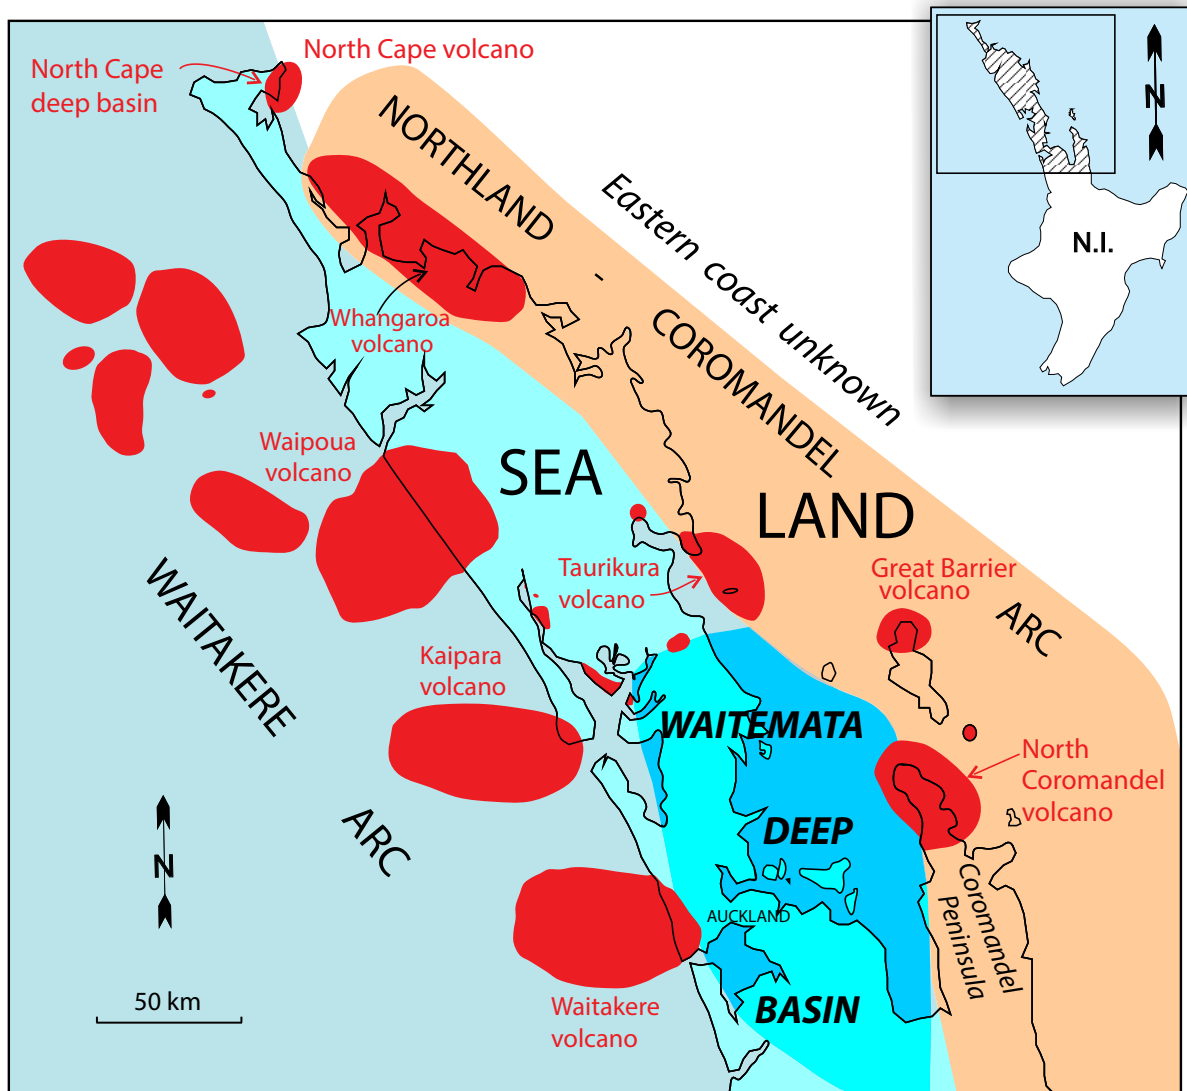 North Cape volcano
North Cape
deep basin
N
N.I.
NORTHLAND
Eastern coast unknown
COROMANDEL
Whangaroa
volcano
Waipoua
volcano
SEA
LAND
ARC
Taurikura
volcano
Great Barrier
volcano
WAITAKERE
ARC
Kaipara
volcano
WAITEMATA
DEEP
BASIN
North
Coromandel
volcano
Coromandel
Peninsula
AUCKLAND
N
50 km
Waitakere
volcano